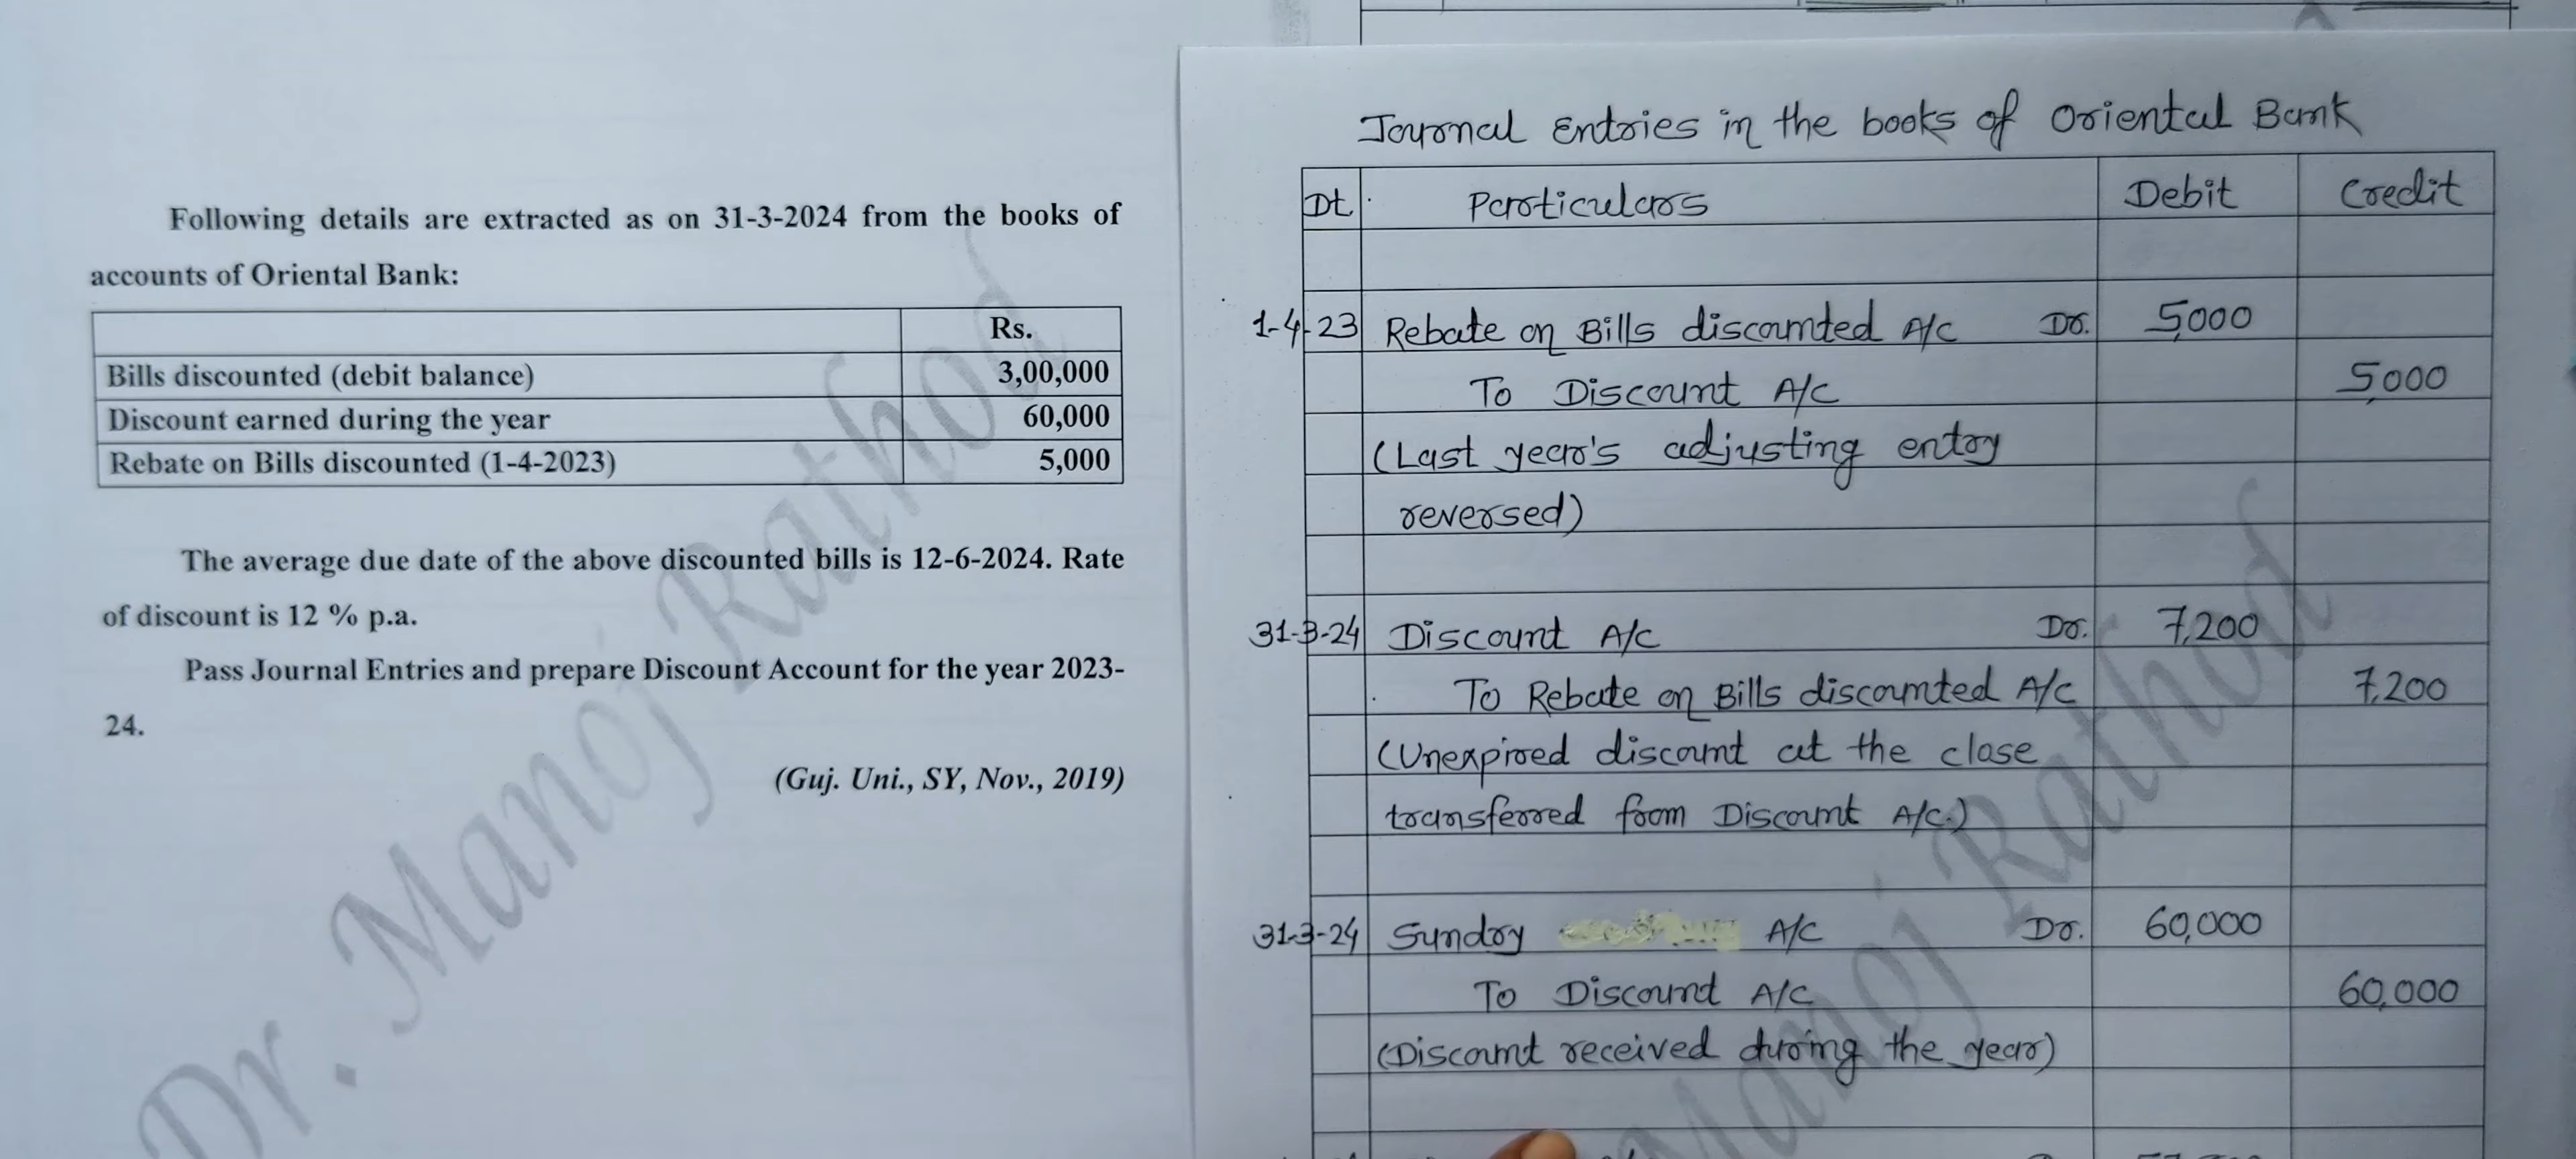 Following details are extracted as on 31-3-2024 from the books of
accounts of Oriental Bank:
Rs.
Bills discounted (debit balance) 3,00,000
Discount earned during the year 60,000
Rebate on Bills discounted (1-4-2023) 5,000
The average due date of the above discounted bills is 12-6-2024. Rate
of discount is 12 % p.a.
Pass Journal Entries and prepare Discount Account for the year 2023-
24.
(Guj. Uni., SY, Nov., 2019)
Dr. Manoj Rathod
Journal Entries in the books of Oriental Bank
Dt. Particulars Debit Credit
1-4-23 Rebate on Bills discounted A/c Dr. 5,000
To Discount A/c 5,000
(Last year's adjusting entry
reversed)
31-3-24 Discount A/c Dr. 7,200
To Rebate on Bills discounted A/c 7,200
(Unexpired discount at the close
transferred from Discount A/c.)
31-3-24 Sundry A/c Dr. 60,000
To Discount A/c 60,000
(Discount received during the year)
Manoj Rathod